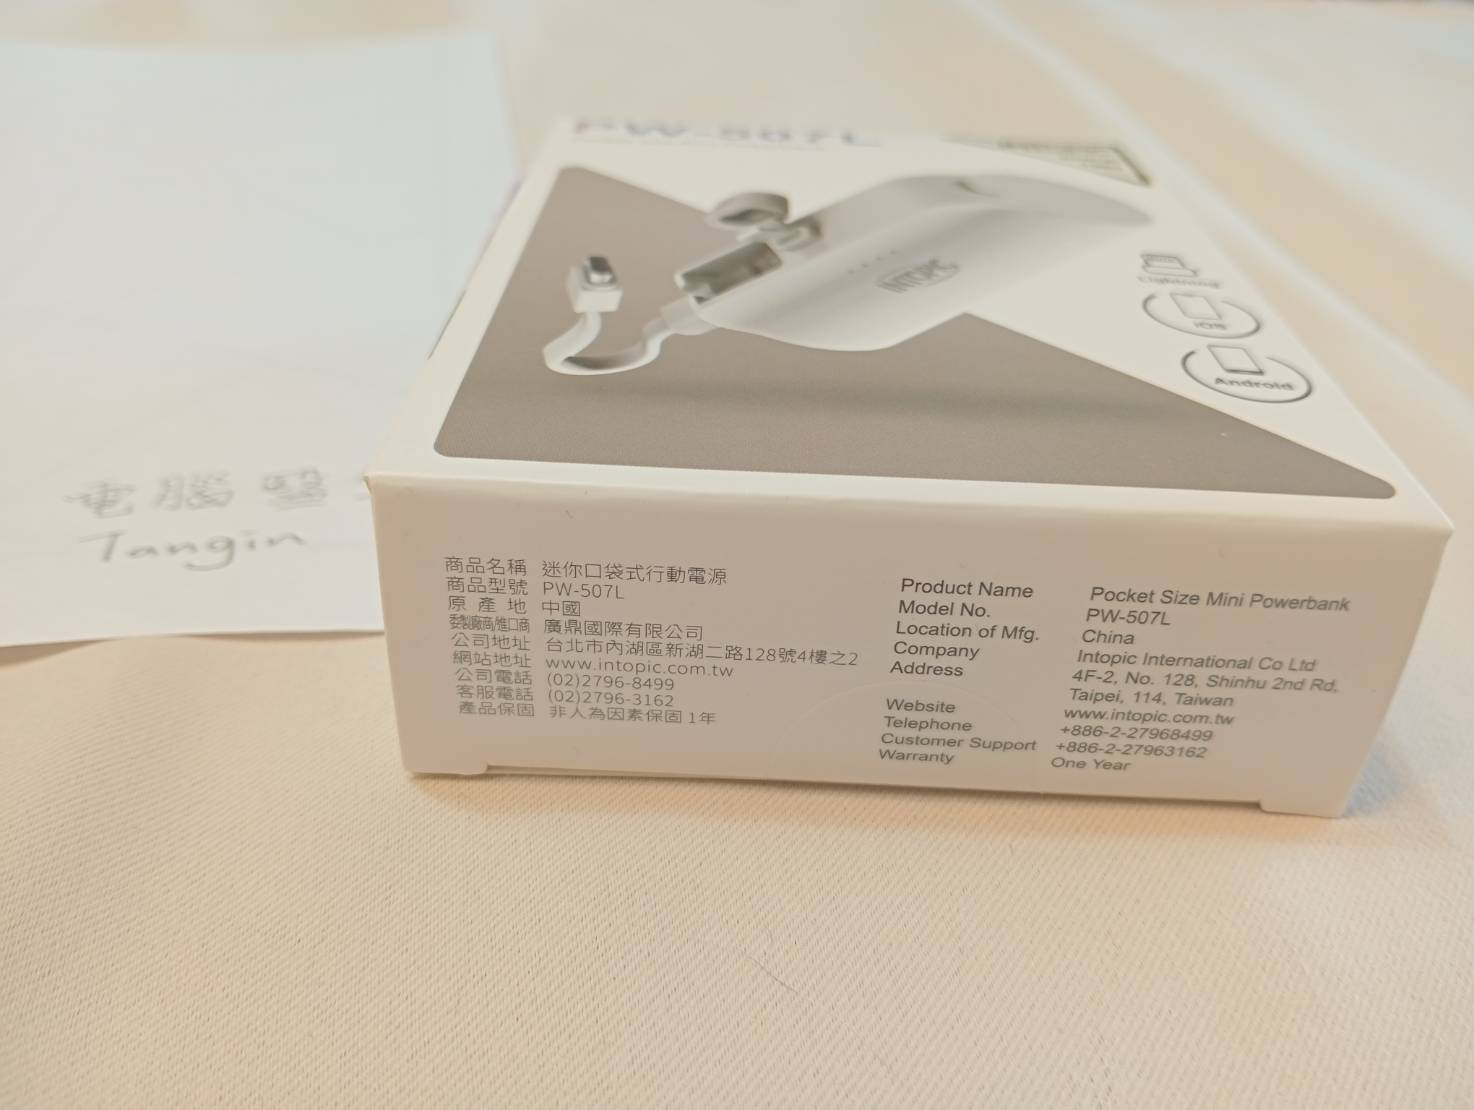 PW-507L
INTOPIC
Lightning
iOS
Android
電腦醫
Tangin
商品名稱 迷你口袋式行動電源
商品型號 PW-507L
原產地 中國
委製廠商/進口商 廣鼎國際有限公司
公司地址 台北市內湖區新湖二路128號4樓之2
網站地址 www.intopic.com.tw
公司電話 (02)2796-8499
客服電話 (02)2796-3162
產品保固 非人為因素保固1年
Product Name Pocket Size Mini Powerbank
Model No. PW-507L
Location of Mfg. China
Company Intopic International Co Ltd
Address 4F-2, No. 128, Shinhu 2nd Rd,
Taipei, 114, Taiwan
Website www.intopic.com.tw
Telephone +886-2-27968499
Customer Support +886-2-27963162
Warranty One Year